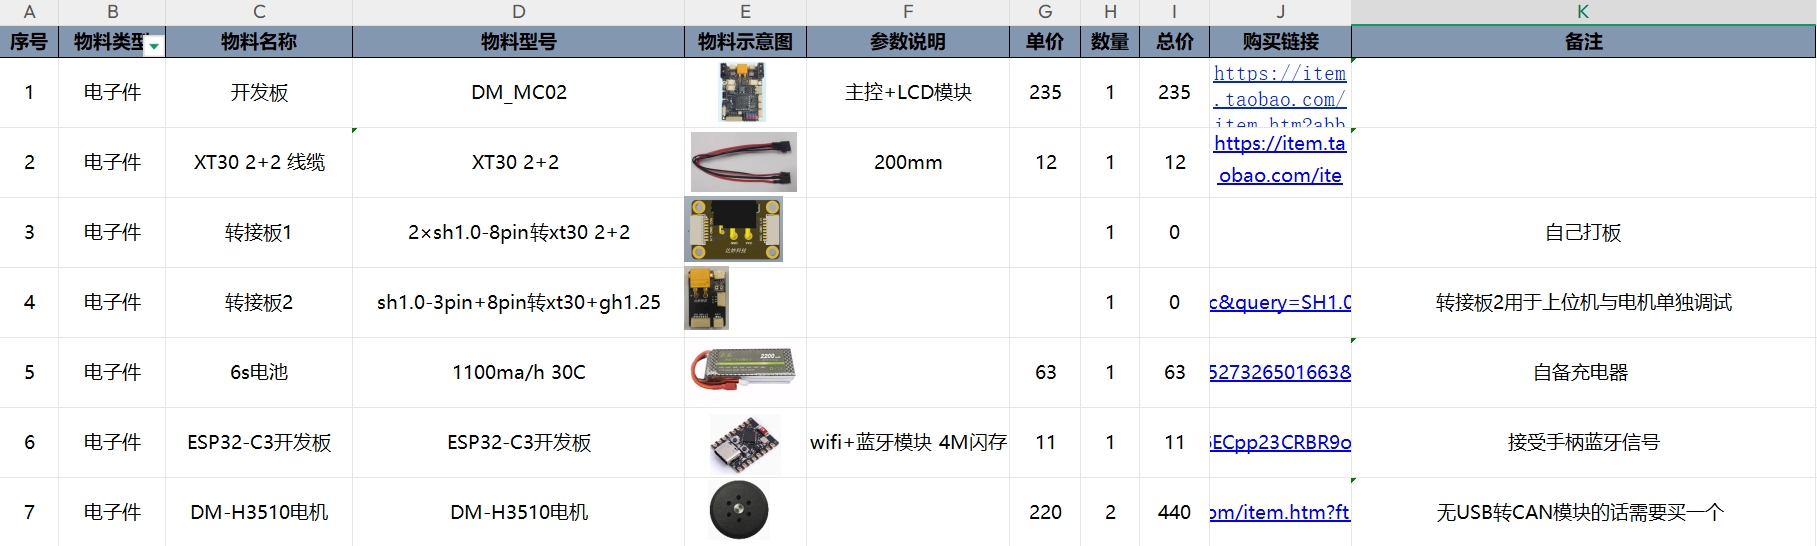 A B C D E F G H I J K
序号 物料类型 物料名称 物料型号 物料示意图 参数说明 单价 数量 总价 购买链接 备注
1 电子件 开发板 DM_MC02 主控+LCD模块 235 1 235 https://item
.taobao.com/
item.htm?abb
2 电子件 XT30 2+2 线缆 XT30 2+2 200mm 12 1 12 https://item.ta
obao.com/ite
3 电子件 转接板1 2×sh1.0-8pin转xt30 2+2 1 0 自己打板
4 电子件 转接板2 sh1.0-3pin+8pin转xt30+gh1.25 1 0 c&query=SH1.0 转接板2用于上位机与电机单独调试
5 电子件 6s电池 2200 1100ma/h 30C 63 1 63 527326501663& 自备充电器
6 电子件 ESP32-C3开发板 ESP32-C3开发板 wifi+蓝牙模块 4M闪存 11 1 11 ECpp23CRBR9o 接受手柄蓝牙信号
7 电子件 DM-H3510电机 DM-H3510电机 220 2 440 om/item.htm?ft 无USB转CAN模块的话需要买一个